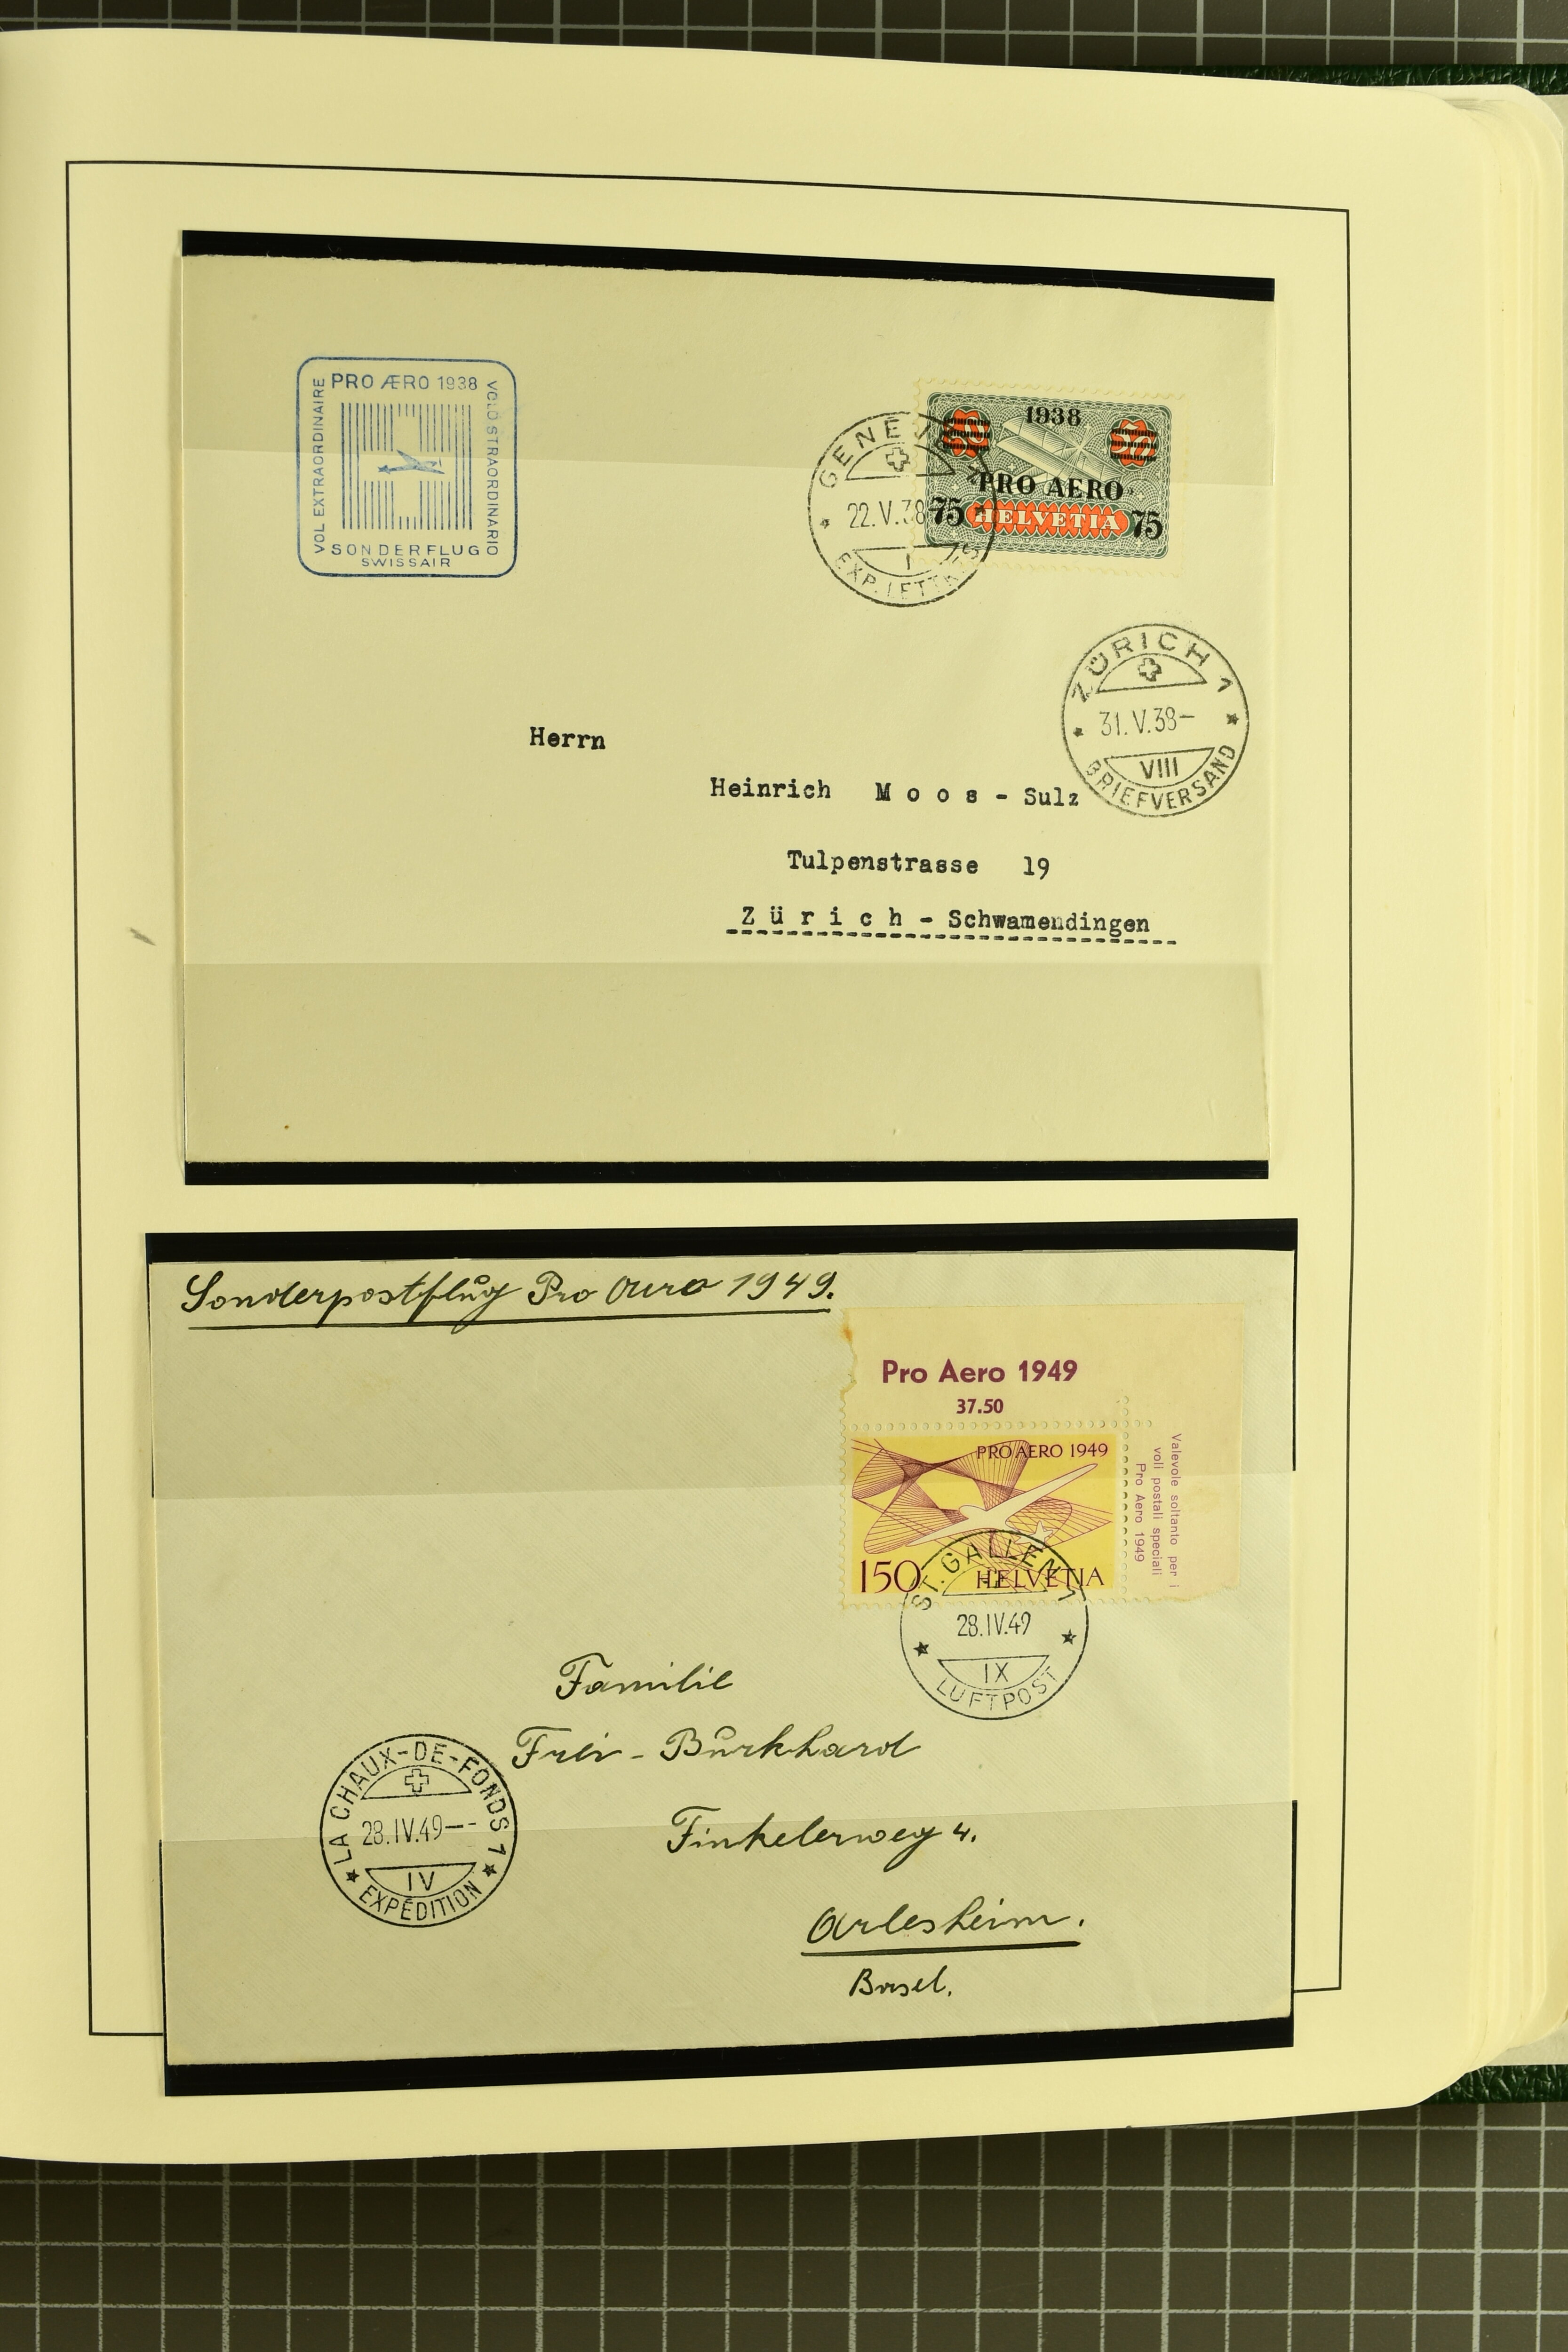 PRO ÆRO 1938
VOL EXTRAORDINAIRE
VOLO STRAORDINARIO
SONDERFLUG
SWISSAIR
1938
PRO AERO
75 HELVETIA 75
22.V.38
I
EXP. LETTRES
ZÜRICH 1
31.V.38–
VIII
BRIEFVERSAND
Herrn
Heinrich Moos - Sulz
Tulpenstrasse 19
Zürich - Schwamendingen
Sonderpostflug Pro Aero 1949.
Pro Aero 1949
37.50
PRO AERO 1949
150 HELVETIA
Valevole soltanto per i
voli postali speciali
Pro Aero 1949
ST. GALLEN 1
28.IV.49
IX
LUFTPOST
Familie
Frei - Burkhard
Finkelerweg 4.
Arlesheim.
Basel.
LA CHAUX-DE-FONDS 1
28.IV.49--
IV
EXPÉDITION